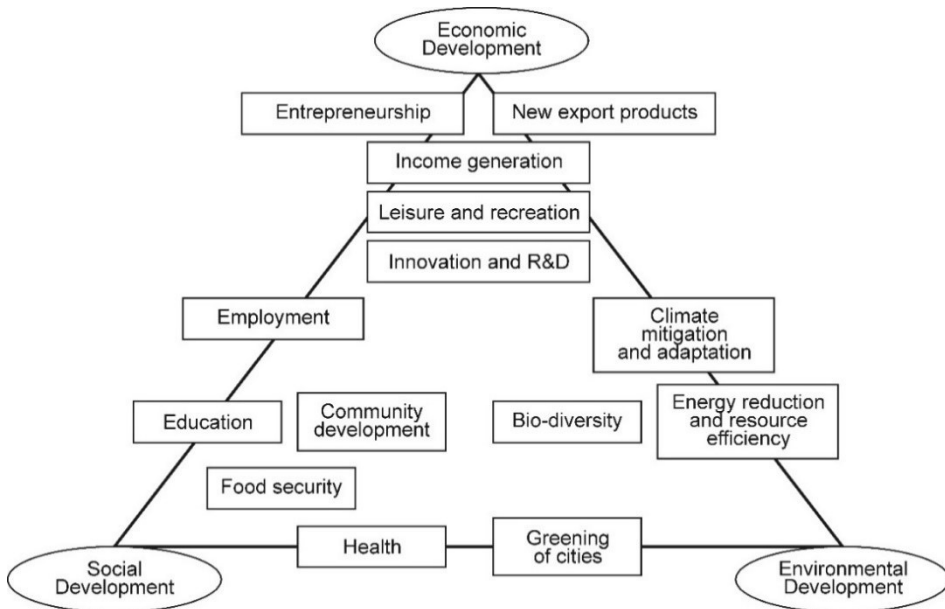 Economic
Development
Entrepreneurship
New export products
Income generation
Leisure and recreation
Innovation and R&D
Employment
Climate
mitigation
and adaptation
Education
Community
development
Bio-diversity
Energy reduction
and resource
efficiency
Food security
Health
Greening
of cities
Social
Development
Environmental
Development